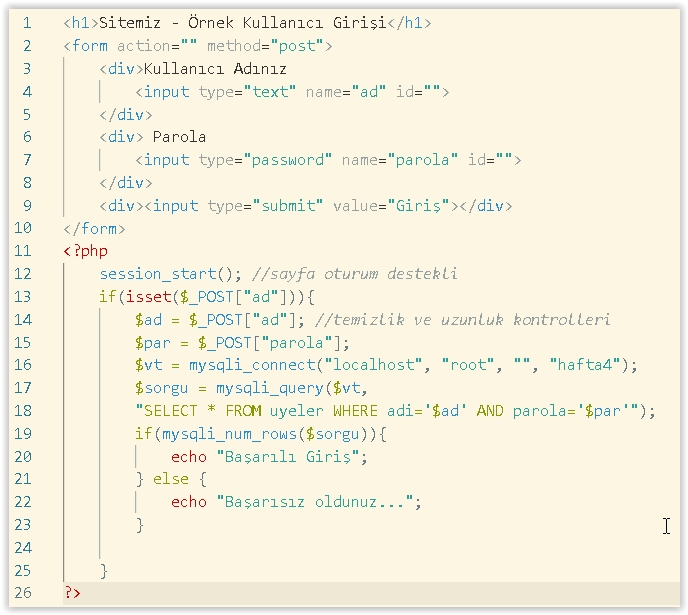 1 <h1>Sitemiz - Örnek Kullanıcı Girişi</h1>
2 <form action="" method="post">
3     <div>Kullanıcı Adınız
4         <input type="text" name="ad" id="">
5     </div>
6     <div> Parola
7         <input type="password" name="parola" id="">
8     </div>
9     <div><input type="submit" value="Giriş"></div>
10 </form>
11 <?php
12     session_start(); //sayfa oturum destekli
13     if(isset($_POST["ad"])){
14         $ad = $_POST["ad"]; //temizlik ve uzunluk kontrolleri
15         $par = $_POST["parola"];
16         $vt = mysqli_connect("localhost", "root", "", "hafta4");
17         $sorgu = mysqli_query($vt,
18         "SELECT * FROM uyeler WHERE adi='$ad' AND parola='$par'");
19         if(mysqli_num_rows($sorgu)){
20             echo "Başarılı Giriş";
21         } else {
22             echo "Başarısız oldunuz...";
23         }
24
25     }
26 ?>